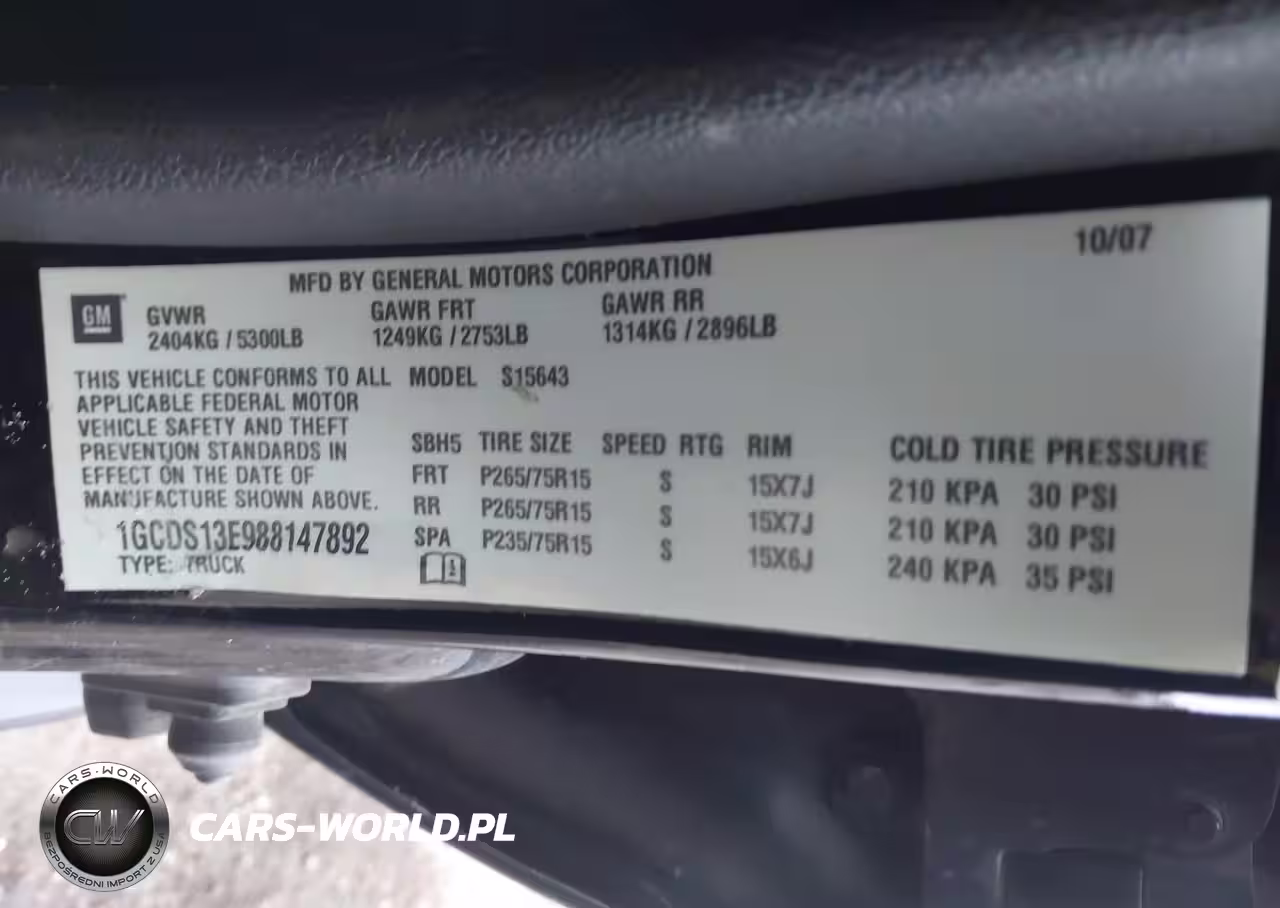 10/07
MFD BY GENERAL MOTORS CORPORATION
GM
GVWR GAWR FRT GAWR RR
2404KG / 5300LB 1249KG / 2753LB 1314KG / 2896LB
THIS VEHICLE CONFORMS TO ALL MODEL S15643
APPLICABLE FEDERAL MOTOR
VEHICLE SAFETY AND THEFT
PREVENTION STANDARDS IN
EFFECT ON THE DATE OF
MANUFACTURE SHOWN ABOVE.
1GCDS13E988147892
TYPE: TRUCK
SBH5 TIRE SIZE SPEED RTG RIM COLD TIRE PRESSURE
FRT P265/75R15 S 15X7J 210 KPA 30 PSI
RR P265/75R15 S 15X7J 210 KPA 30 PSI
SPA P235/75R15 S 15X6J 240 KPA 35 PSI
CARS-WORLD
CW
BEZPOŚREDNI IMPORT Z USA
CARS-WORLD.PL